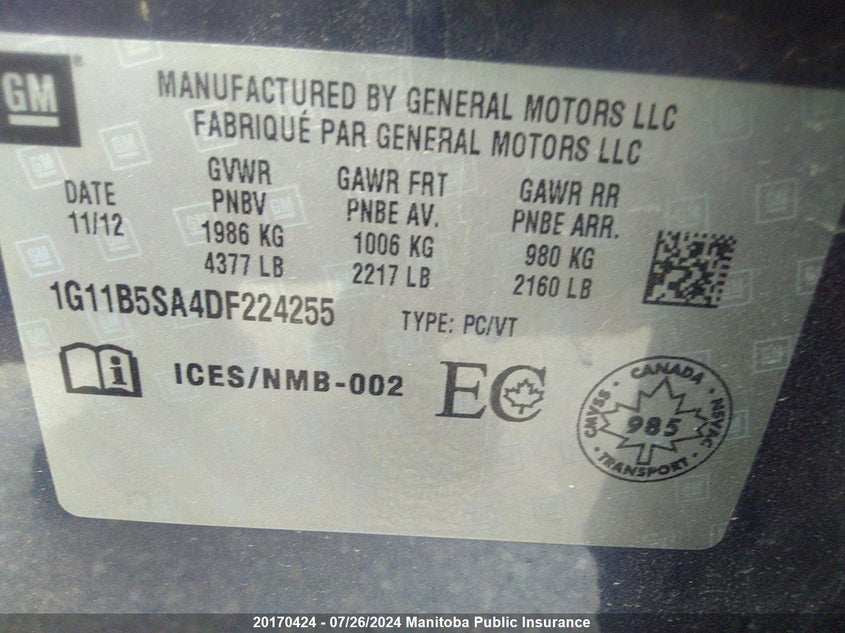 GM
MANUFACTURED BY GENERAL MOTORS LLC
FABRIQUÉ PAR GENERAL MOTORS LLC
DATE GVWR GAWR FRT GAWR RR
11/12 PNBV PNBE AV. PNBE ARR.
1986 KG 1006 KG 980 KG
4377 LB 2217 LB 2160 LB
1G11B5SA4DF224255 TYPE: PC/VT
ICES/NMB-002 EC
CANADA
CMVSS 985 NSVAC
TRANSPORT
20170424 - 07/26/2024 Manitoba Public Insurance